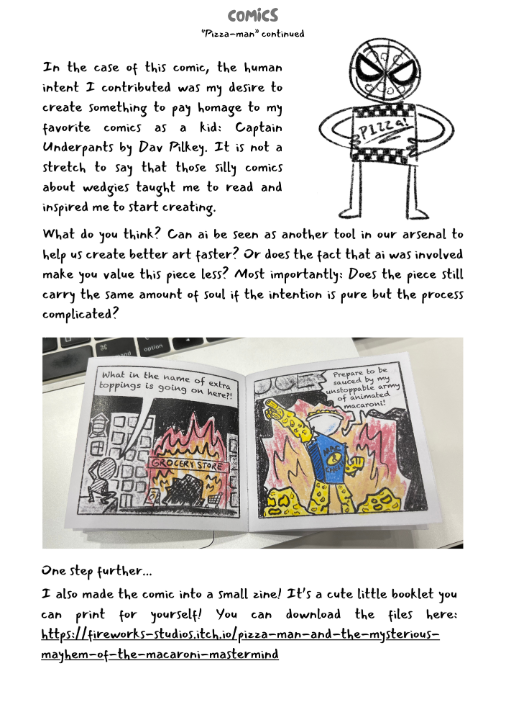 COMICS
"Pizza-man" continued
In the case of this comic, the human
intent I contributed was my desire to
create something to pay homage to my
favorite comics as a kid: Captain
Underpants by Dav Pilkey. It is not a
stretch to say that those silly comics
about wedgies taught me to read and
inspired me to start creating.
PIZZA!
What do you think? Can ai be seen as another tool in our arsenal to
help us create better art faster? Or does the fact that ai was involved
make you value this piece less? Most importantly: Does the piece still
carry the same amount of soul if the intention is pure but the process
complicated?
option
What in the name of extra
toppings is going on here?!
GROCERY STORE
Prepare to be
sauced by my
unstoppable army
of animated
macaroni!
One step further...
I also made the comic into a small zine! It's a cute little booklet you
can print for yourself! You can download the files here:
https://fireworks-studios.itch.io/pizza-man-and-the-mysterious-
mayhem-of-the-macaroni-mastermind